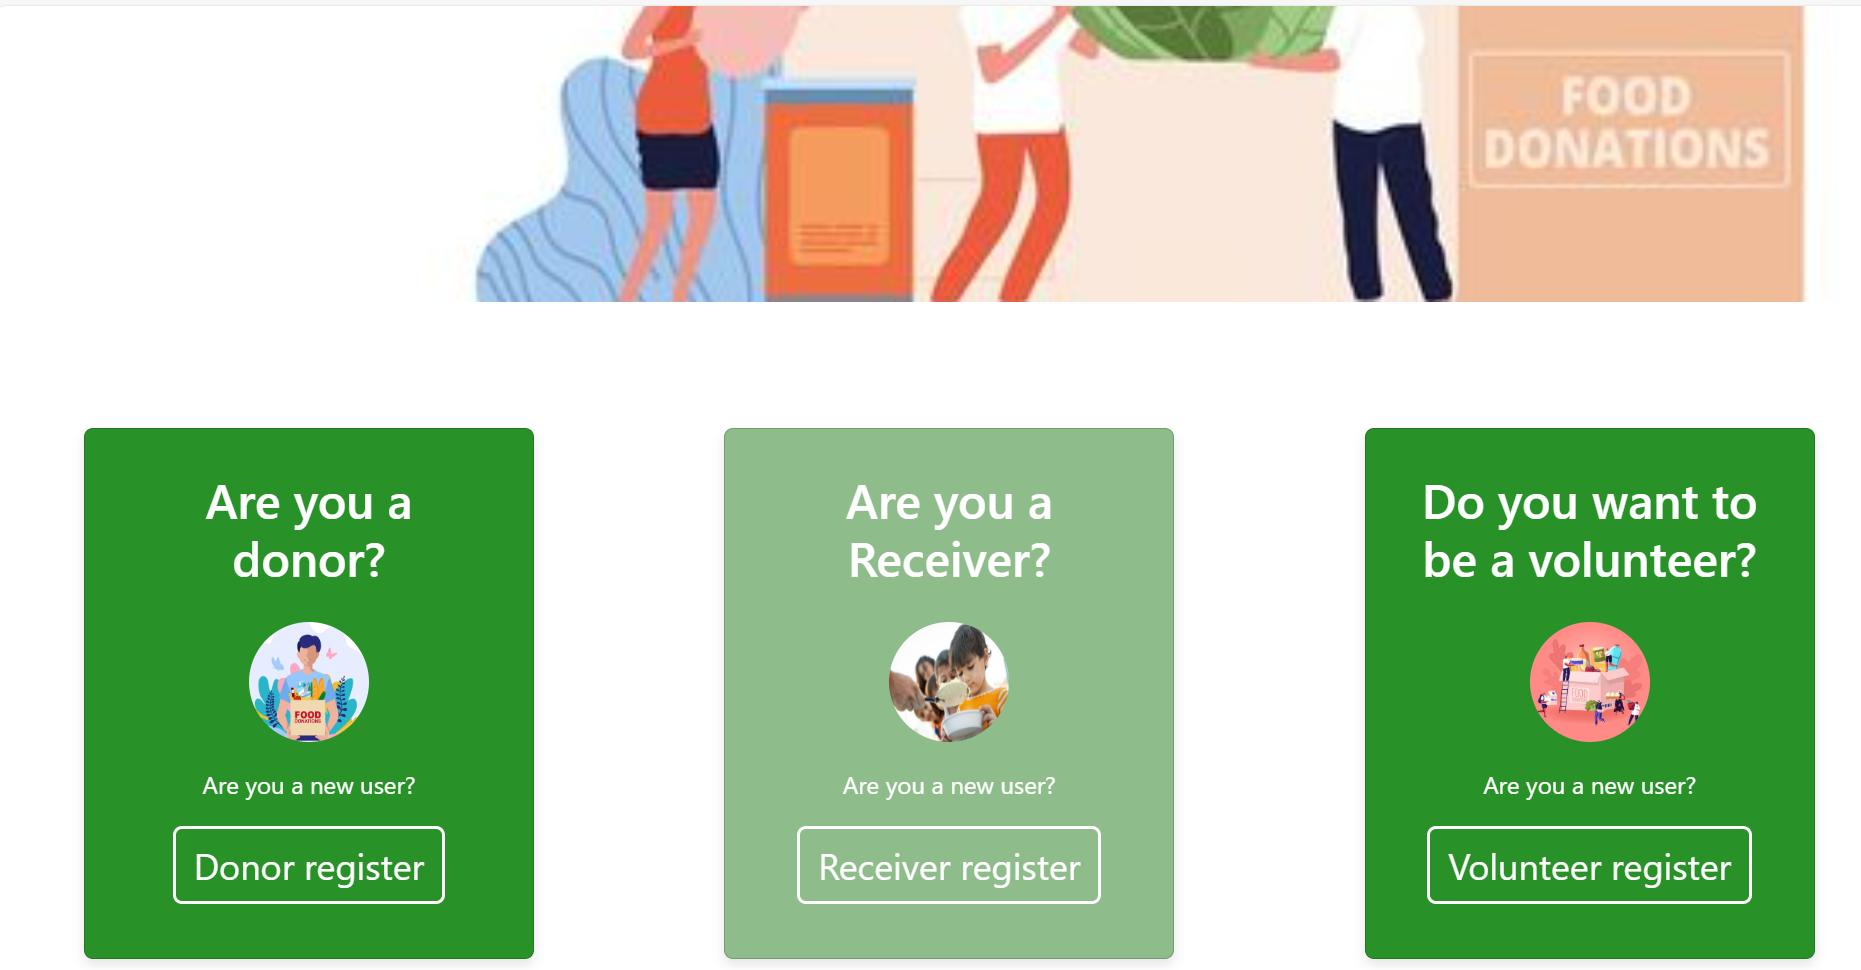 FOOD
DONATIONS
Are you a
donor?
FOOD
DONATIONS
Are you a new user?
Donor register
Are you a
Receiver?
Are you a new user?
Receiver register
Do you want to
be a volunteer?
FOOD
Are you a new user?
Volunteer register